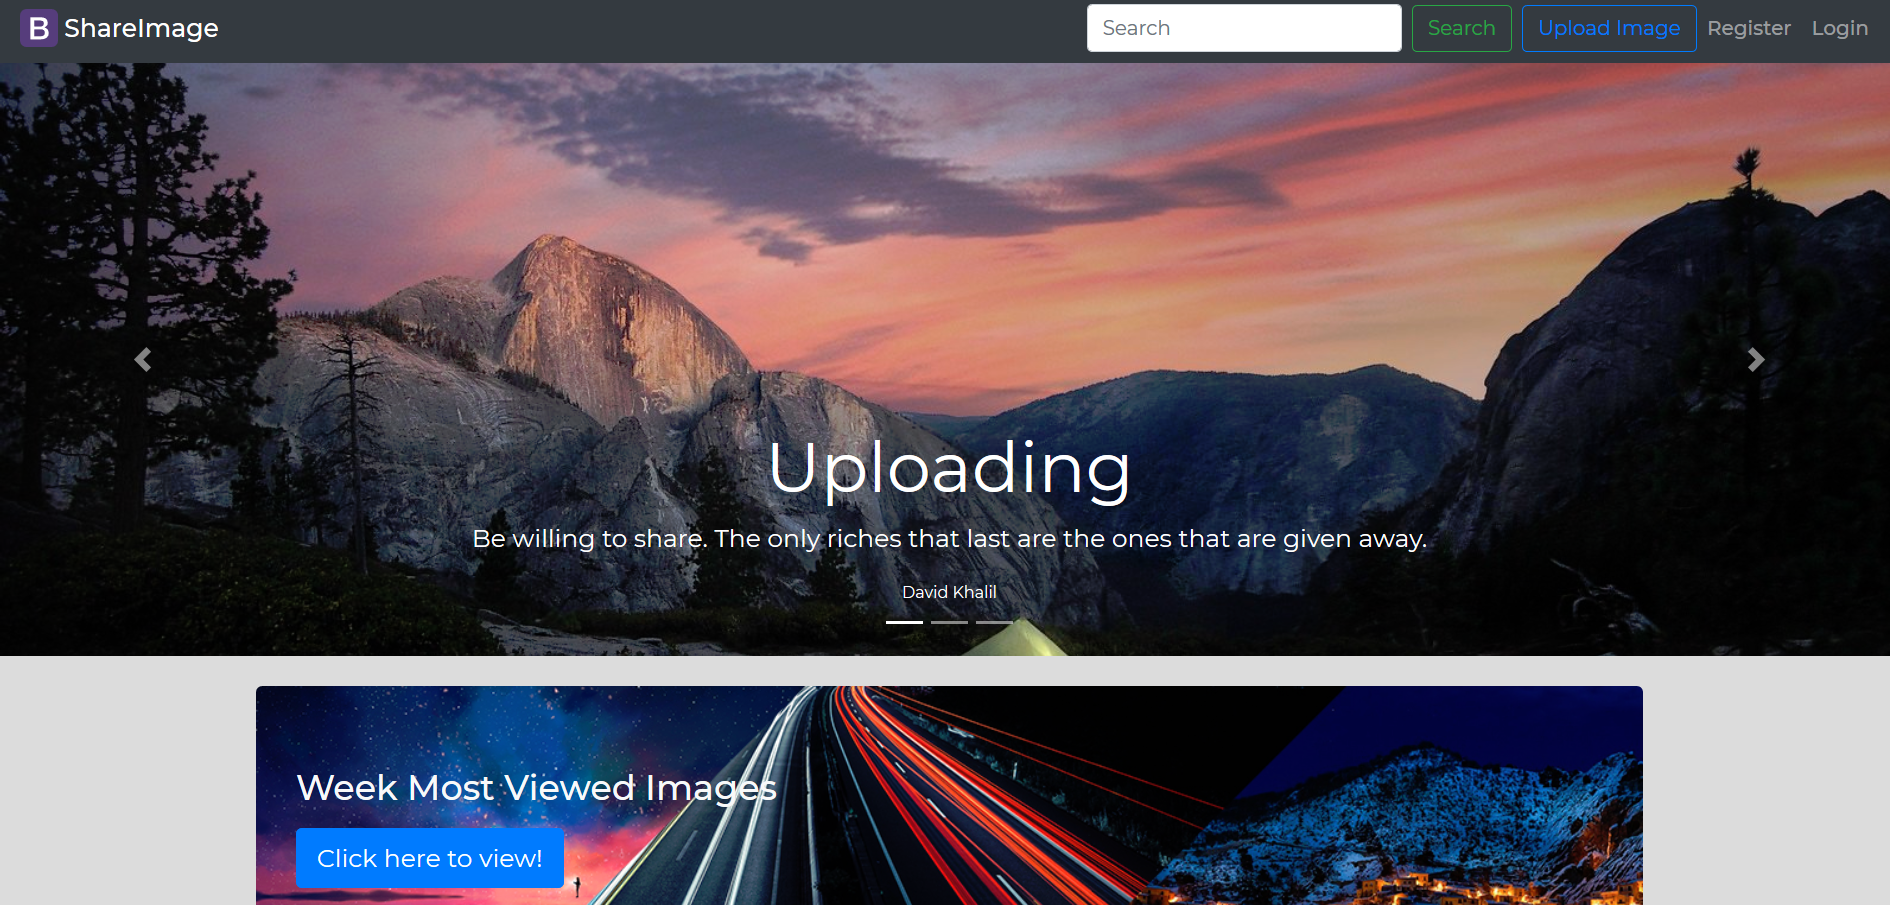 B ShareImage
Search Search Upload Image Register Login
Uploading
Be willing to share. The only riches that last are the ones that are given away.
David Khalil
Week Most Viewed Images
Click here to view!